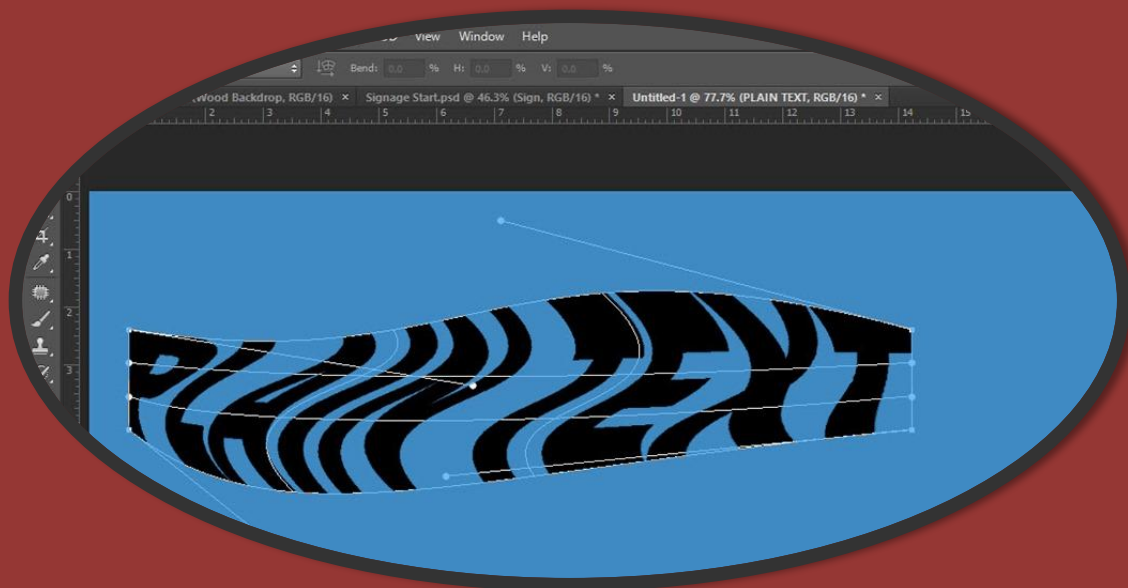 View Window Help
Bend: 0.0 % H: 0.0 % V: 0.0 %
(Wood Backdrop, RGB/16) × Signage Start.psd @ 46.3% (Sign, RGB/16) * × Untitled-1 @ 77.7% (PLAIN TEXT, RGB/16) * ×
2 3 4 5 6 7 8 9 10 11 12 13 14 15
0
1
2
3
PLAIN TEXT